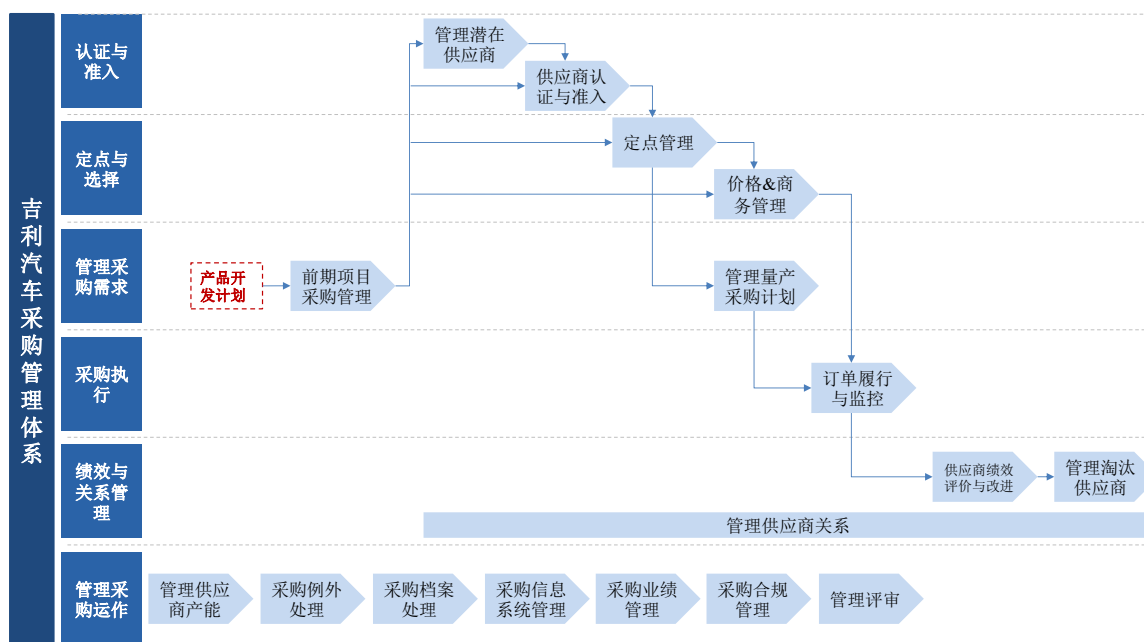 吉利汽车采购管理体系
认证与
准入
管理潜在
供应商
供应商认
证与准入
定点与
选择
定点管理
价格&商
务管理
管理采
购需求
产品开
发计划
前期项目
采购管理
管理量产
采购计划
采购执
行
订单履行
与监控
绩效与
关系管
理
供应商绩效
评价与改进
管理淘汰
供应商
管理供应商关系
管理采
购运作
管理供应
商产能
采购例外
处理
采购档案
处理
采购信息
系统管理
采购业绩
管理
采购合规
管理
管理评审